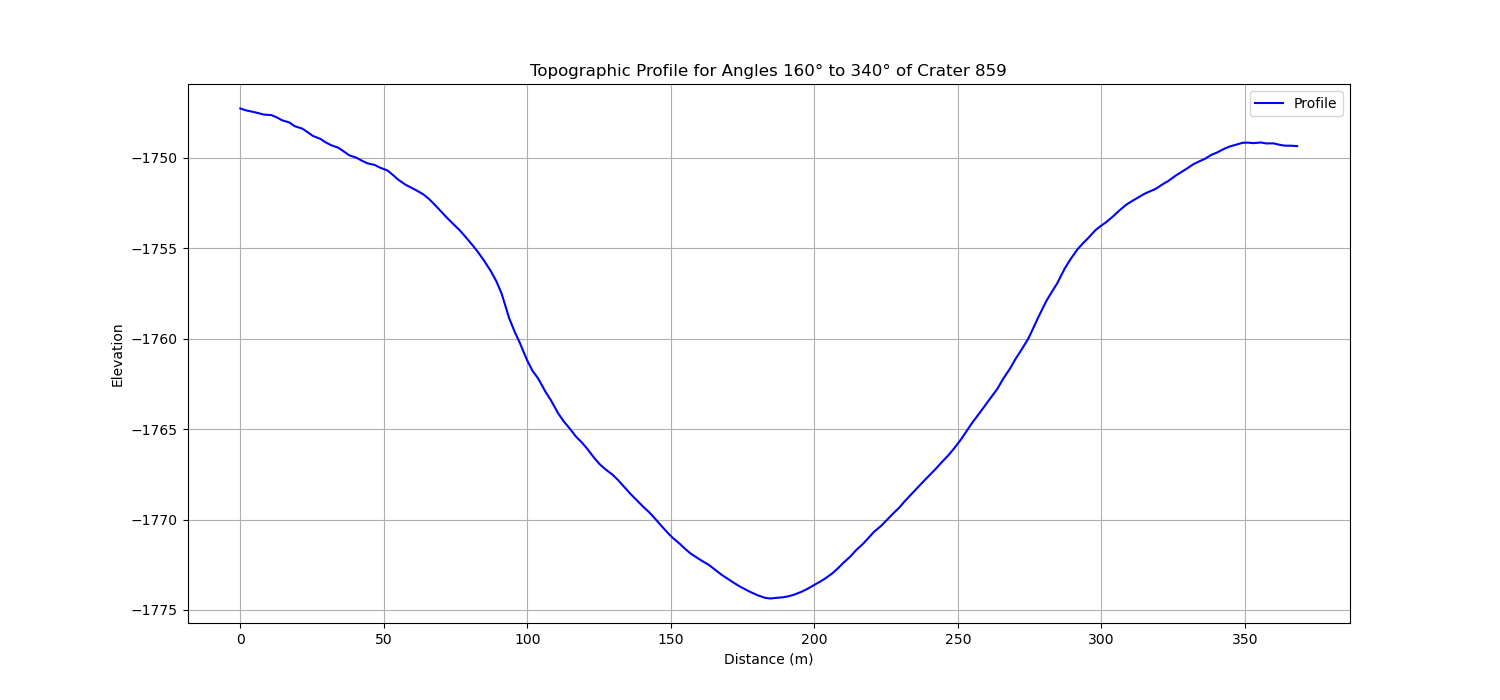 Topographic Profile for Angles 160° to 340° of Crater 859
Profile
−1750
−1755
−1760
−1765
−1770
−1775
Elevation
0 50 100 150 200 250 300 350
Distance (m)